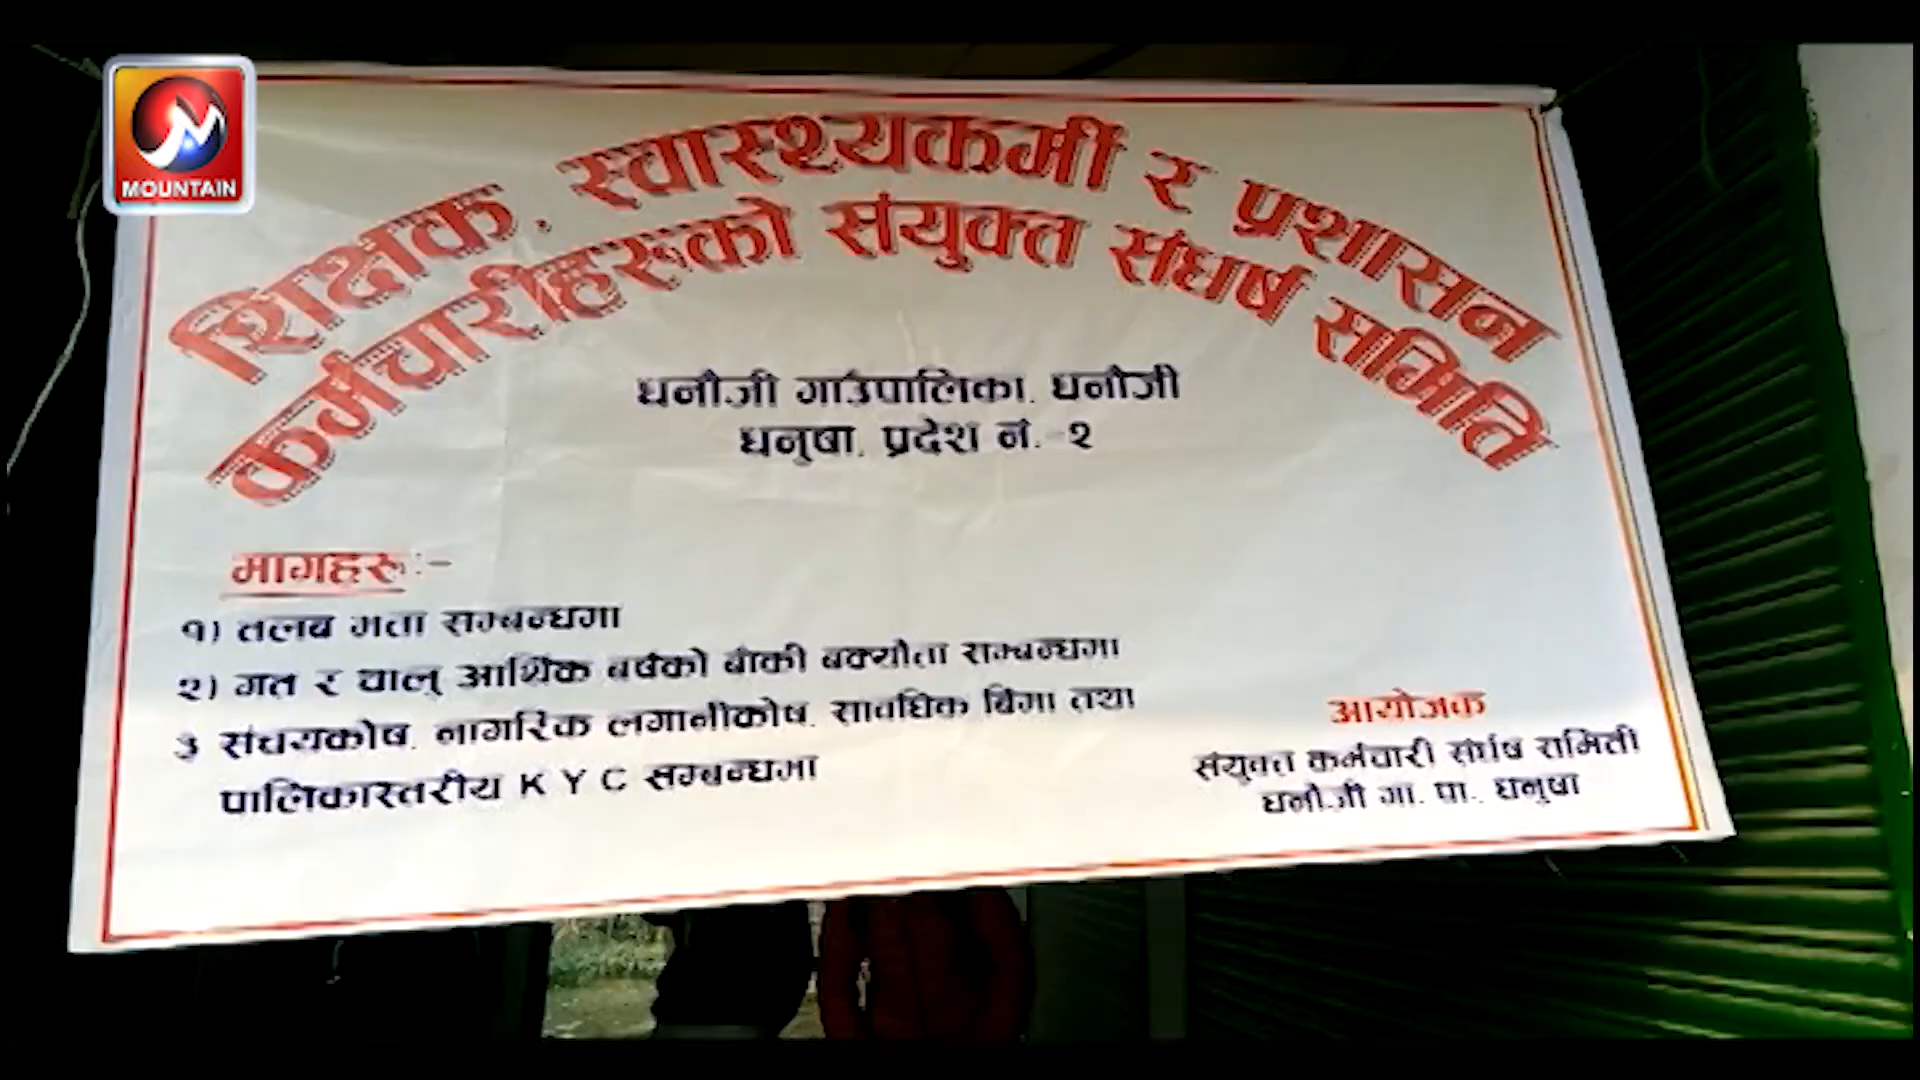 MOUNTAIN
शिक्षक, स्वास्थ्यकर्मी र प्रशासन
कर्मचारीहरुको संयुक्त संघर्ष समिति
धनौजी गाउँपालिका, धनौजी
धनुषा, प्रदेश नं.-२
मागहरु :-
१) तलब भता सम्बन्धमा
२) गत र चालु आर्थिक बर्षको बाँकी बक्यौता सम्बन्धमा
३ संचयकोष, नागरिक लगानीकोष, सावधिक बिमा तथा
पालिकास्तरीय K Y C सम्बन्धमा
आयोजक
संयुक्त कर्मचारी संर्घष समिती
धनौजी गा. पा., धनुषा